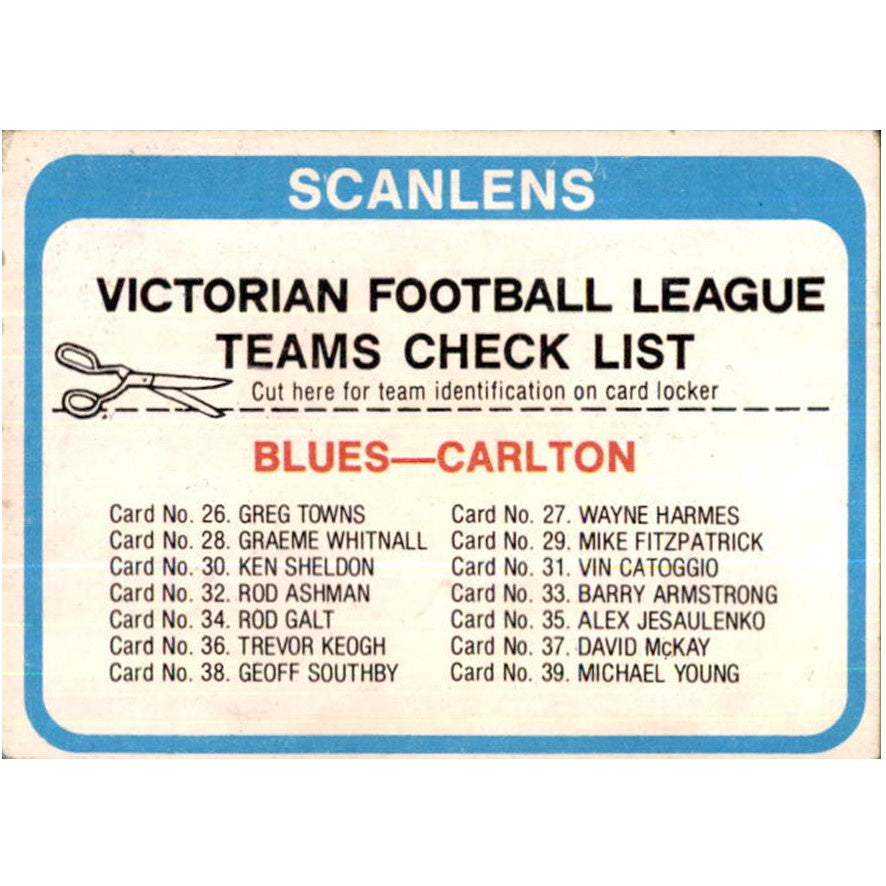 SCANLENS
VICTORIAN FOOTBALL LEAGUE
TEAMS CHECK LIST
Cut here for team identification on card locker
BLUES—CARLTON
Card No. 26. GREG TOWNS Card No. 27. WAYNE HARMES
Card No. 28. GRAEME WHITNALL Card No. 29. MIKE FITZPATRICK
Card No. 30. KEN SHELDON Card No. 31. VIN CATOGGIO
Card No. 32. ROD ASHMAN Card No. 33. BARRY ARMSTRONG
Card No. 34. ROD GALT Card No. 35. ALEX JESAULENKO
Card No. 36. TREVOR KEOGH Card No. 37. DAVID McKAY
Card No. 38. GEOFF SOUTHBY Card No. 39. MICHAEL YOUNG